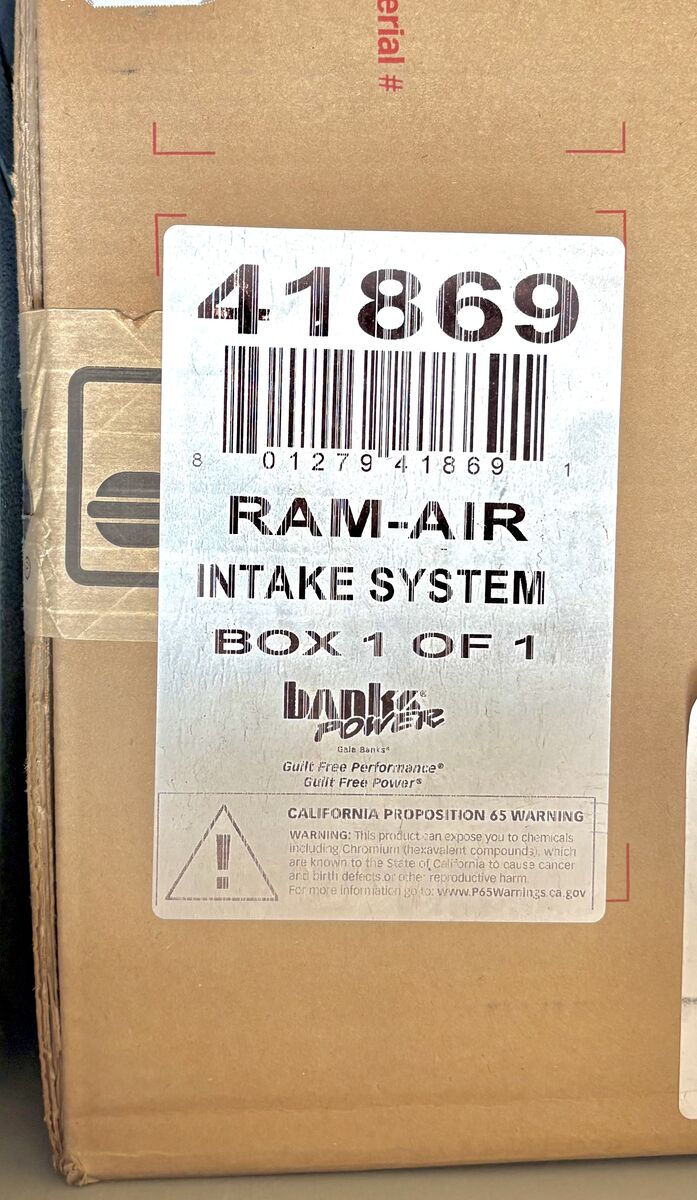 erial #
41869
8 01279 41869 1
RAM-AIR
INTAKE SYSTEM
BOX 1 OF 1
banks®
POWER
Gale Banks®
Guilt Free Performance®
Guilt Free Power®
CALIFORNIA PROPOSITION 65 WARNING
WARNING: This product can expose you to chemicals
including Chromium (hexavalent compounds), which
are known to the State of California to cause cancer
and birth defects or other reproductive harm.
For more information go to: www.P65Warnings.ca.gov